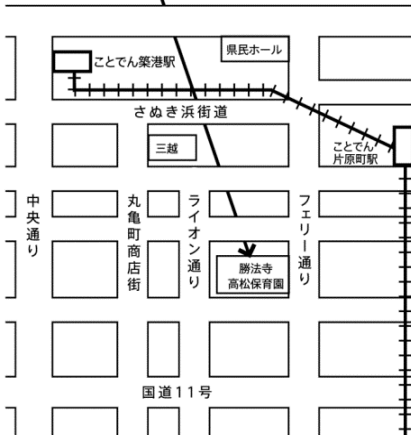 県民ホール
ことでん築港駅
さぬき浜街道
三越
ことでん
片原町駅
中央通り
丸亀町商店街
ライオン通り
フェリー通り
勝法寺
高松保育園
国道11号